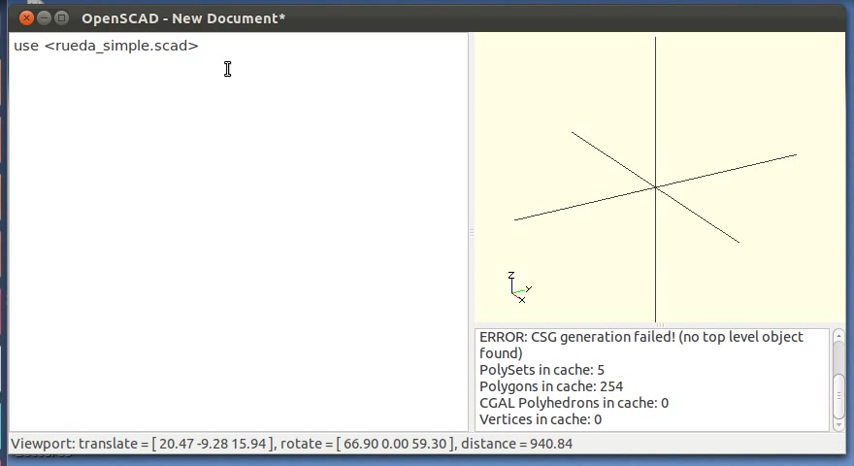 OpenSCAD - New Document*
use <rueda_simple.scad>
Z
Y
X
ERROR: CSG generation failed! (no top level object
found)
PolySets in cache: 5
Polygons in cache: 254
CGAL Polyhedrons in cache: 0
Vertices in cache: 0
Viewport: translate = [ 20.47 -9.28 15.94 ], rotate = [ 66.90 0.00 59.30 ], distance = 940.84